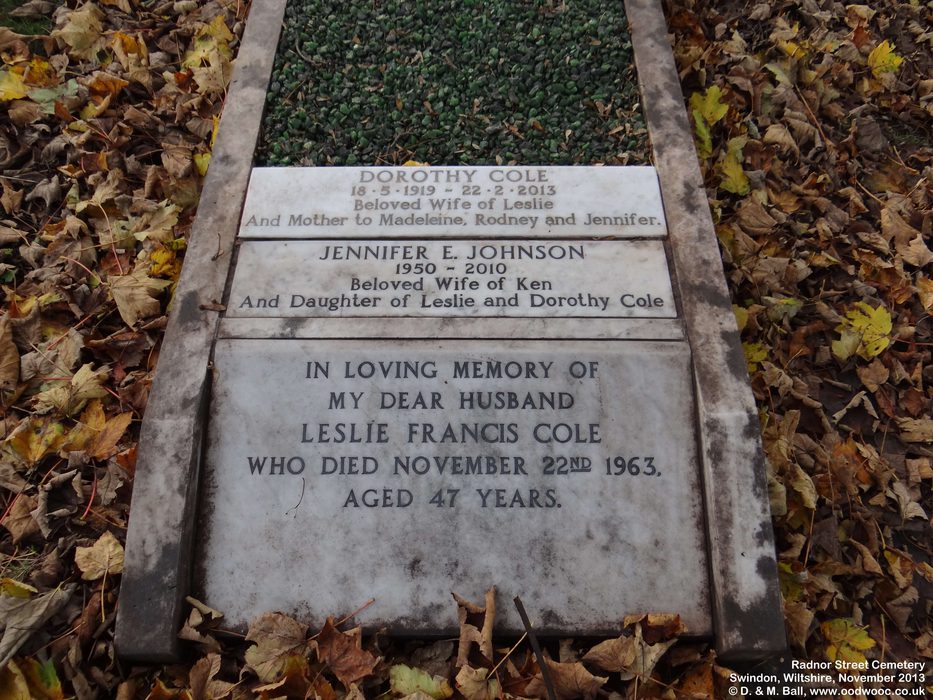 DOROTHY COLE
18·5·1919 ~ 22·2·2013
Beloved Wife of Leslie
And Mother to Madeleine, Rodney and Jennifer.
JENNIFER E. JOHNSON
1950 ~ 2010
Beloved Wife of Ken
And Daughter of Leslie and Dorothy Cole
IN LOVING MEMORY OF
MY DEAR HUSBAND
LESLIE FRANCIS COLE
WHO DIED NOVEMBER 22ND 1963,
AGED 47 YEARS.
Radnor Street Cemetery
Swindon, Wiltshire, November 2013
© D. & M. Ball, www.oodwooc.co.uk